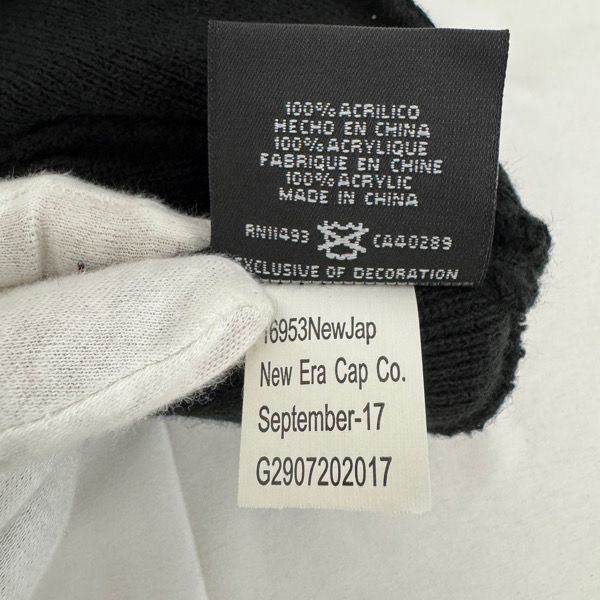 100% ACRILICO
HECHO EN CHINA
100% ACRYLIQUE
FABRIQUE EN CHINE
100% ACRYLIC
MADE IN CHINA
RN11493 CA40289
EXCLUSIVE OF DECORATION
16953NewJap
New Era Cap Co.
September-17
G2907202017